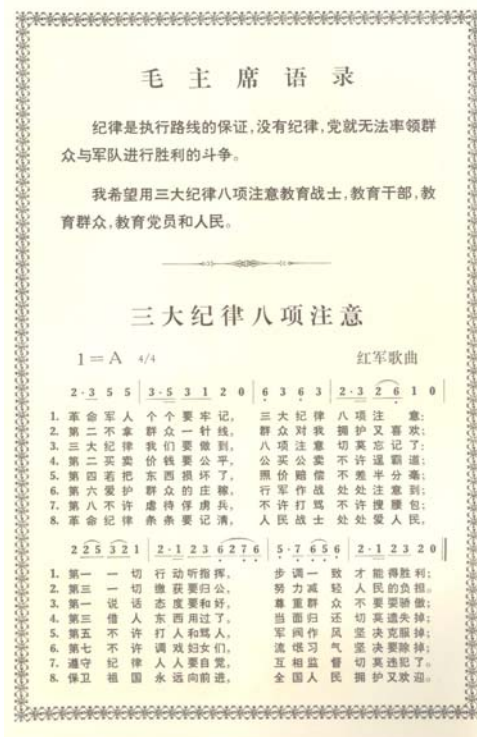 毛主席语录
纪律是执行路线的保证,没有纪律,党就无法率领群
众与军队进行胜利的斗争。
我希望用三大纪律八项注意教育战士,教育干部,教
育群众,教育党员和人民。
三大纪律八项注意
1=A 4/4 红军歌曲
2·3 5 5 | 3·5 3 1 2 0 | 6 3 6 3 | 2·3 2 6 1 0
1. 革命军人 个个要牢记, 三大纪律 八项注 意:
2. 第二不拿 群众一针线, 群众对我 拥护又喜欢;
3. 三大纪律 我们要做到, 八项注意 切莫忘记了:
4. 第二买卖 价钱要公平, 公买公卖 不许逞霸道;
5. 第四若把 东西损坏了, 照价赔偿 不差半分毫;
6. 第六爱护 群众的庄稼, 行军作战 处处注意到;
7. 第八不许 虐待俘虏兵, 不许打骂 不许搜腰包;
8. 革命纪律 条条要记清, 人民战士 处处爱人民,
2 2 5 3 2 1 | 2·1 2 3 6 2 7 6 | 5·7 6 5 6 | 2·1 2 3 2 0 ‖
1. 第一 一切 行动听指挥, 步调一 致 才能得胜利;
2. 第三 一切 缴获要归公, 努力减 轻 人民的负担。
3. 第一 说话 态度要和好, 尊重群 众 不要耍骄傲;
4. 第三 借人 东西用过了, 当面归 还 切莫遗失掉;
5. 第五 不许 打人和骂人, 军阀作 风 坚决克服掉;
6. 第七 不许 调戏妇女们, 流氓习 气 坚决要除掉;
7. 遵守 纪律 人人要自觉, 互相监 督 切莫违犯了。
8. 保卫 祖国 永远向前进, 全国人 民 拥护又欢迎。